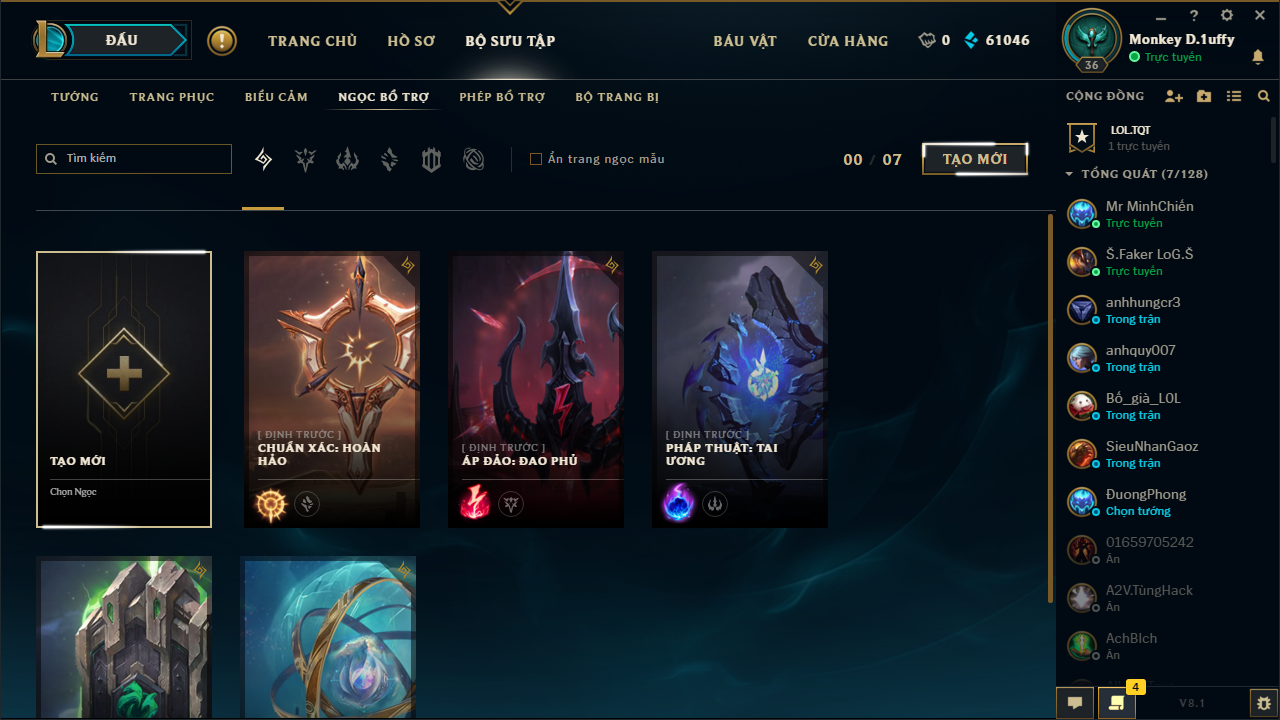 ĐẤU
TRANG CHỦ
HỒ SƠ
BỘ SƯU TẬP
BÁU VẬT
CỬA HÀNG
0
61046
36
Monkey D.1uffy
Trực tuyến
TƯỚNG
TRANG PHỤC
BIỂU CẢM
NGỌC BỔ TRỢ
PHÉP BỔ TRỢ
BỘ TRANG BỊ
CỘNG ĐỒNG
Tìm kiếm
Ẩn trang ngọc mẫu
00 / 07
TẠO MỚI
LOL.TQT
1 trực tuyến
TỔNG QUÁT (7/128)
Mr MinhChiến
Trực tuyến
Š.Faker LoG.Š
Trực tuyến
anhhungcr3
Trong trận
anhquy007
Trong trận
Bố_già_L0L
Trong trận
SieuNhanGaoz
Trong trận
ĐuongPhong
Chọn tướng
01659705242
Ẩn
A2V.TùngHack
Ẩn
Ẩn
TẠO MỚI
Chọn Ngọc
[ ĐỊNH TRƯỚC ]
CHUẨN XÁC: HOÀN
HẢO
[ ĐỊNH TRƯỚC ]
ÁP ĐẢO: ĐAO PHỦ
[ ĐỊNH TRƯỚC ]
PHÁP THUẬT: TAI
ƯƠNG
4
V8.1